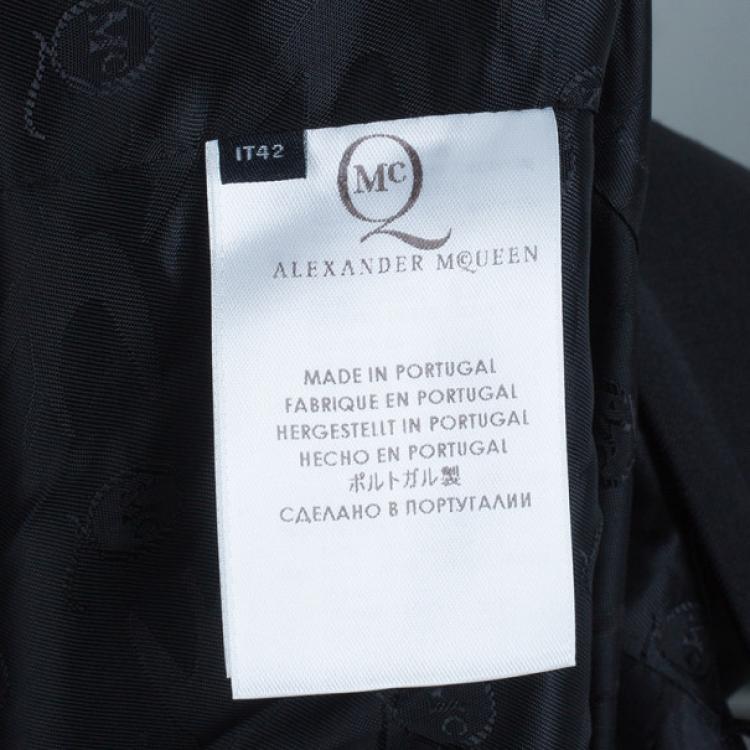 IT42
McQ
ALEXANDER MCQUEEN
MADE IN PORTUGAL
FABRIQUE EN PORTUGAL
HERGESTELLT IN PORTUGAL
HECHO EN PORTUGAL
ポルトガル製
СДЕЛАНО В ПОРТУГАЛИИ
Mc